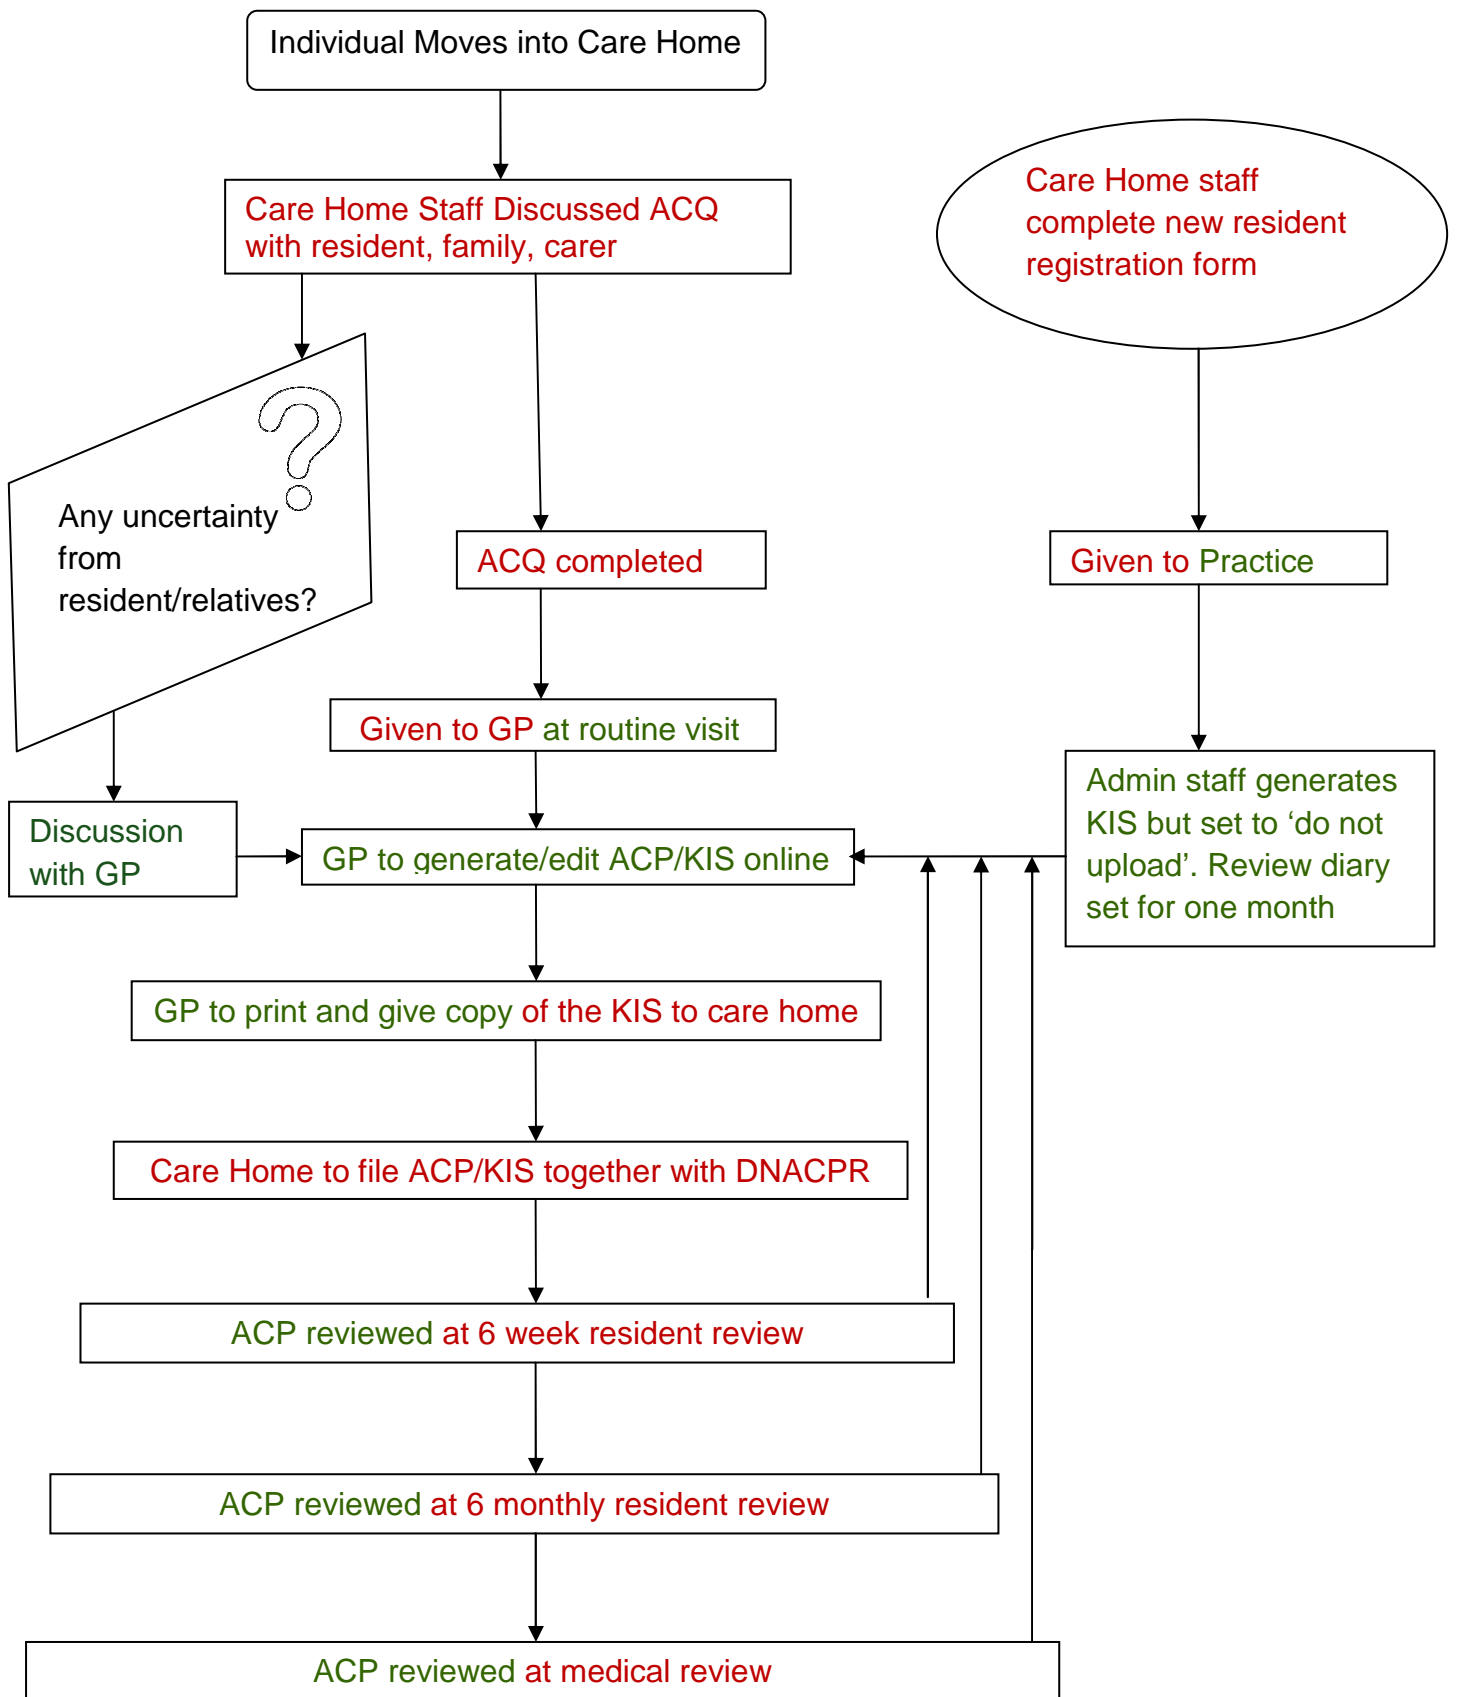 Individual Moves into Care Home
Care Home Staff Discussed ACQ
with resident, family, carer
Care Home staff
complete new resident
registration form
?
Any uncertainty
from
resident/relatives?
ACQ completed
Given to Practice
Given to GP at routine visit
Admin staff generates
KIS but set to ‘do not
upload’. Review diary
set for one month
Discussion
with GP
GP to generate/edit ACP/KIS online
GP to print and give copy of the KIS to care home
Care Home to file ACP/KIS together with DNACPR
ACP reviewed at 6 week resident review
ACP reviewed at 6 monthly resident review
ACP reviewed at medical review